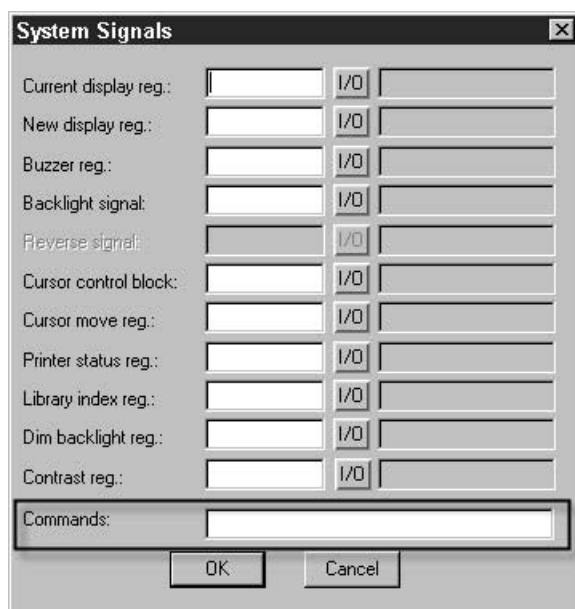 System Signals
Current display reg.: I/O
New display reg.: I/O
Buzzer reg.: I/O
Backlight signal: I/O
Reverse signal: I/O
Cursor control block: I/O
Cursor move reg.: I/O
Printer status reg.: I/O
Library index reg.: I/O
Dim backlight reg.: I/O
Contrast reg.: I/O
Commands:
OK Cancel